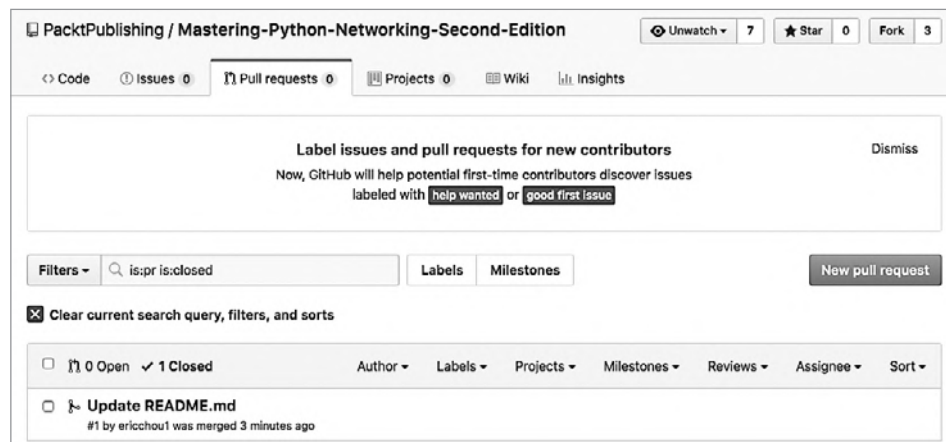 PacktPublishing / Mastering-Python-Networking-Second-Edition Unwatch 7 Star 0 Fork 3
Code Issues 0 Pull requests 0 Projects 0 Wiki Insights
Label issues and pull requests for new contributors Dismiss
Now, GitHub will help potential first-time contributors discover issues
labeled with help wanted or good first issue
Filters is:pr is:closed Labels Milestones New pull request
Clear current search query, filters, and sorts
0 Open 1 Closed Author Labels Projects Milestones Reviews Assignee Sort
Update README.md
#1 by ericchou1 was merged 3 minutes ago